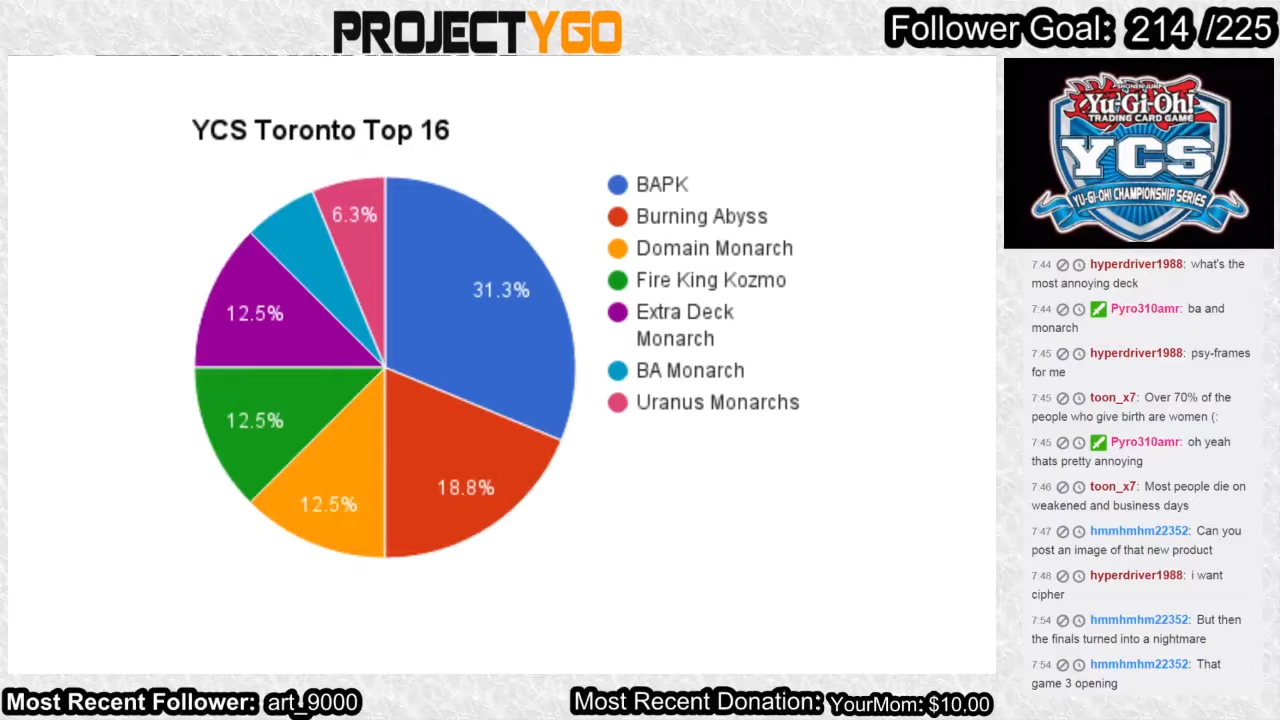 PROJECTYGO
Follower Goal: 214 /225
YCS Toronto Top 16
BAPK
Burning Abyss
Domain Monarch
Fire King Kozmo
Extra Deck
Monarch
BA Monarch
Uranus Monarchs
6.3%
31.3%
12.5%
12.5%
18.8%
12.5%
SHONEN JUMP
Yu-Gi-Oh!
TRADING CARD GAME
YCS
YU-GI-OH! CHAMPIONSHIP SERIES
7:44 hyperdriver1988: what's the
most annoying deck
7:44 Pyro310amr: ba and
monarch
7:45 hyperdriver1988: psy-frames
for me
7:45 toon_x7: Over 70% of the
people who give birth are women (:
7:45 Pyro310amr: oh yeah
thats pretty annoying
7:46 toon_x7: Most people die on
weakened and business days
7:47 hmmhmhm22352: Can you
post an image of that new product
7:48 hyperdriver1988: i want
cipher
7:54 hmmhmhm22352: But then
the finals turned into a nightmare
7:54 hmmhmhm22352: That
game 3 opening
Most Recent Follower: art_9000
Most Recent Donation: YourMom: $10.00